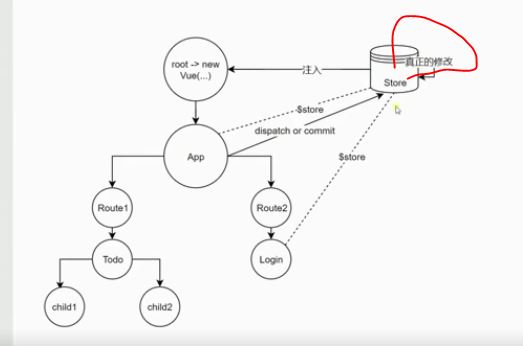 root -> new
Vue(...)
注入
真正的修改
Store
$store
dispatch or commit
App
$store
Route1
Route2
Todo
Login
child1
child2